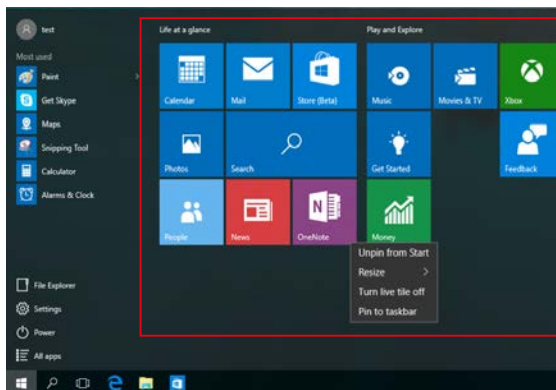 test
Most used
Paint
Get Skype
Maps
Snipping Tool
Calculator
Alarms & Clock
File Explorer
Settings
Power
All apps
Life at a glance
Calendar
Mail
Store (Beta)
Photos
Search
People
News
OneNote
Play and Explore
Music
Movies & TV
Xbox
Get Started
Feedback
Money
Unpin from Start
Resize
Turn live tile off
Pin to taskbar